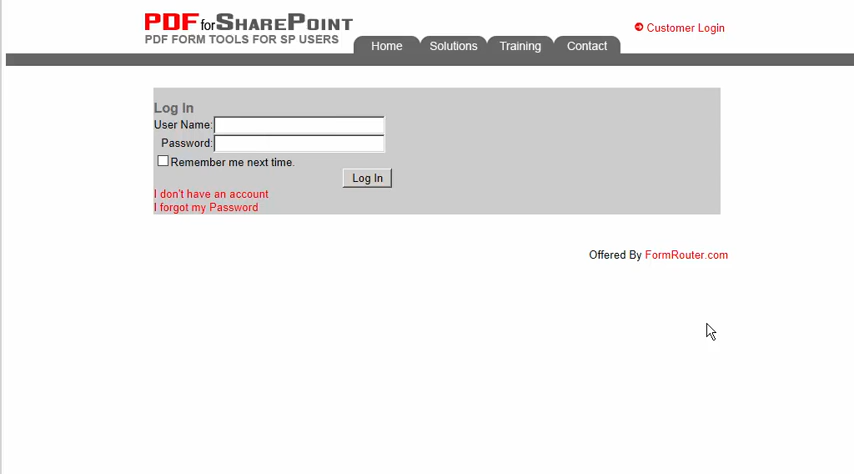 PDF for SHAREPOINT
PDF FORM TOOLS FOR SP USERS
Customer Login
Home Solutions Training Contact
Log In
User Name:
Password:
Remember me next time.
Log In
I don't have an account
I forgot my Password
Offered By FormRouter.com